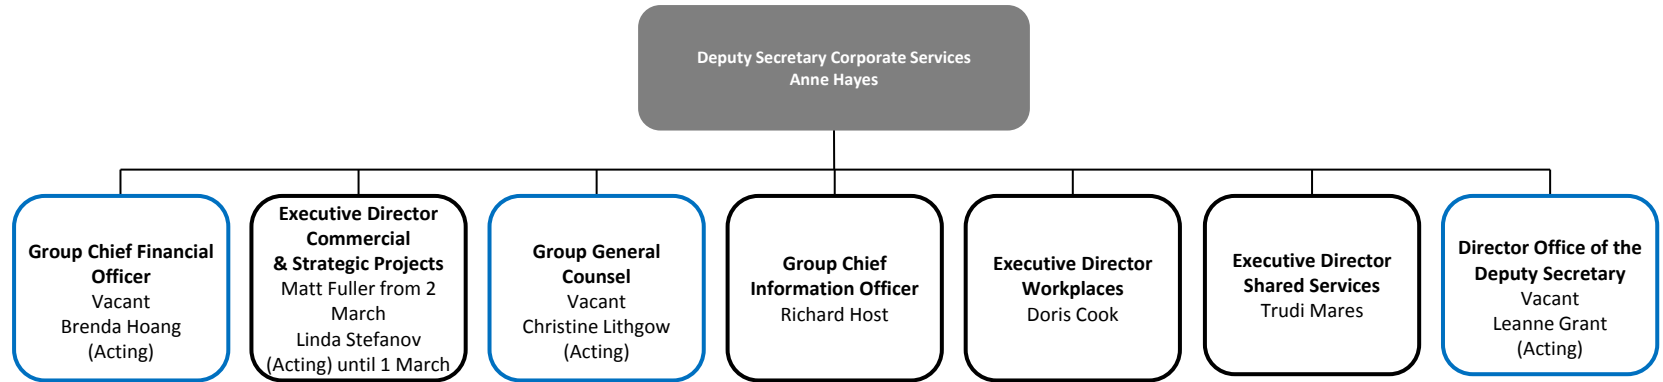 Deputy Secretary Corporate Services
Anne Hayes
Group Chief Financial
Officer
Vacant
Brenda Hoang
(Acting)
Executive Director
Commercial
& Strategic Projects
Matt Fuller from 2
March
Linda Stefanov
(Acting) until 1 March
Group General
Counsel
Vacant
Christine Lithgow
(Acting)
Group Chief
Information Officer
Richard Host
Executive Director
Workplaces
Doris Cook
Executive Director
Shared Services
Trudi Mares
Director Office of the
Deputy Secretary
Vacant
Leanne Grant
(Acting)